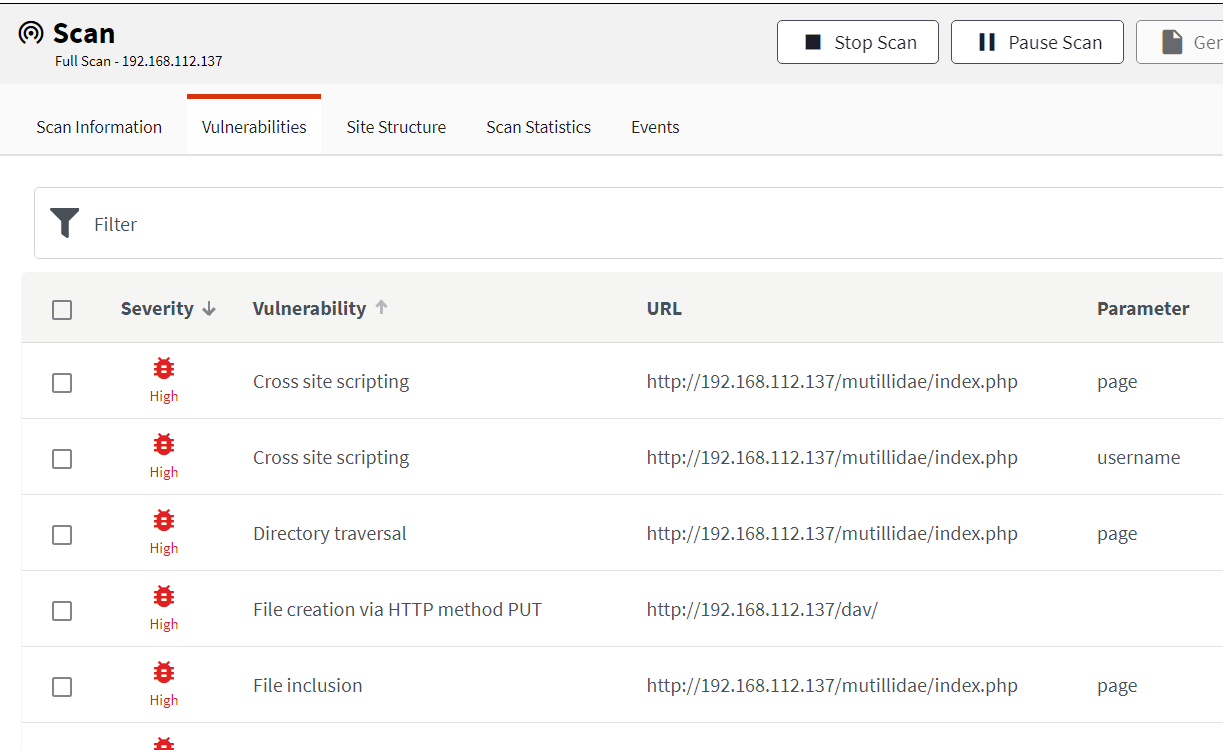 Scan
Full Scan - 192.168.112.137
Stop Scan
Pause Scan
Scan Information
Vulnerabilities
Site Structure
Scan Statistics
Events
Filter
Severity Vulnerability URL Parameter
High Cross site scripting http://192.168.112.137/mutillidae/index.php page
High Cross site scripting http://192.168.112.137/mutillidae/index.php username
High Directory traversal http://192.168.112.137/mutillidae/index.php page
High File creation via HTTP method PUT http://192.168.112.137/dav/
High File inclusion http://192.168.112.137/mutillidae/index.php page